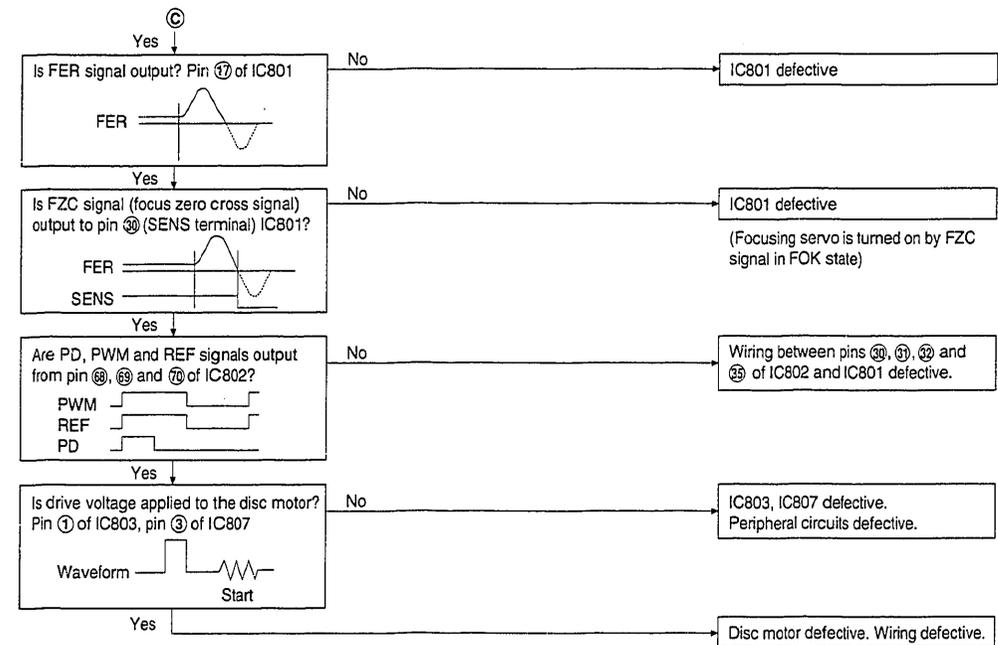 Ⓒ
Yes
Is FER signal output? Pin ⑰ of IC801
FER
No
IC801 defective
Yes
Is FZC signal (focus zero cross signal)
output to pin ㉚ (SENS terminal) IC801?
FER
SENS
No
IC801 defective
(Focusing servo is turned on by FZC
signal in FOK state)
Yes
Are PD, PWM and REF signals output
from pin 68, 69 and 70 of IC802?
PWM
REF
PD
No
Wiring between pins ㉚, ㉛, ㉜ and
㉟ of IC802 and IC801 defective.
Yes
Is drive voltage applied to the disc motor?
Pin ① of IC803, pin ③ of IC807
Waveform
Start
No
IC803, IC807 defective.
Peripheral circuits defective.
Yes
Disc motor defective. Wiring defective.